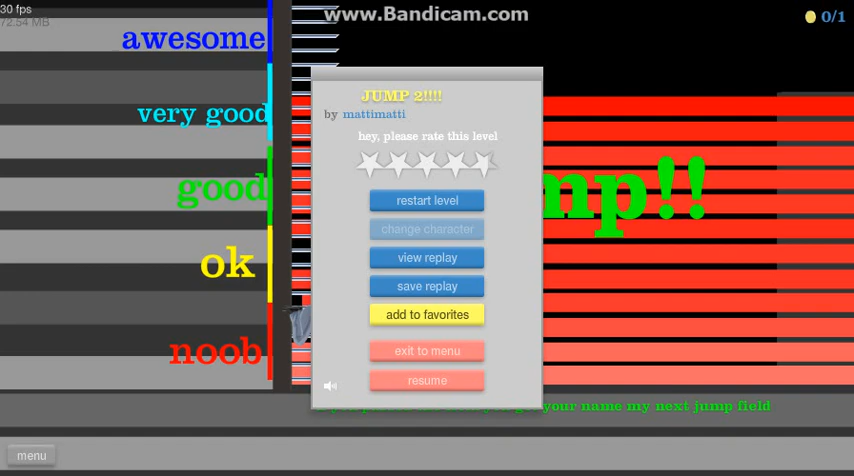 30 fps
72.54 MB
www.Bandicam.com
0/1
awesome
very good
good
ok
noob
JUMP 2!!!!
by mattimatti
hey, please rate this level
restart level
change character
view replay
save replay
add to favorites
exit to menu
resume
mp!!
your name my next jump field
menu